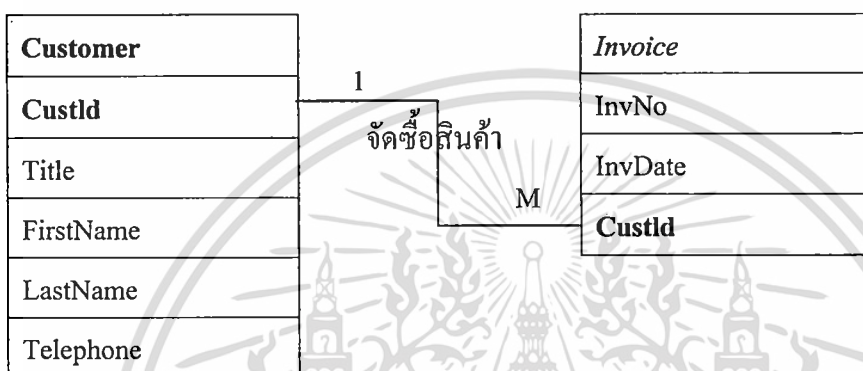 Customer
CustId
Title
FirstName
LastName
Telephone
1
จัดซื้อสินค้า
M
Invoice
InvNo
InvDate
CustId